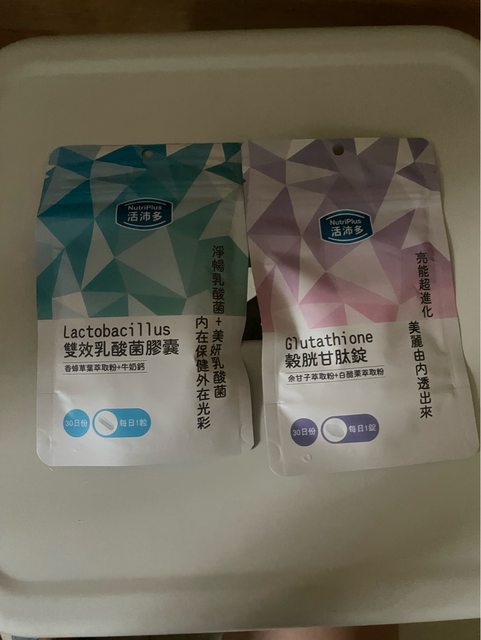 NutriPlus
活沛多
淨暢乳酸菌+美妍乳酸菌
内在保健外在光彩
Lactobacillus
雙效乳酸菌膠囊
香蜂草葉萃取粉+牛奶鈣
30日份
每日1粒
NutriPlus
活沛多
亮能超進化
美麗由內透出來
Glutathione
穀胱甘肽錠
余甘子萃取粉+白醋栗萃取粉
30日份
每日1錠